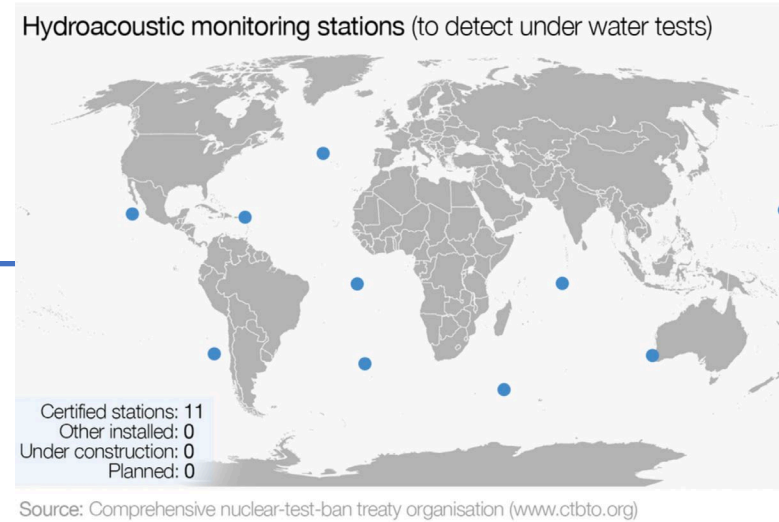 Hydroacoustic monitoring stations (to detect under water tests)
Certified stations: 11
Other installed: 0
Under construction: 0
Planned: 0
Source: Comprehensive nuclear-test-ban treaty organisation (www.ctbto.org)